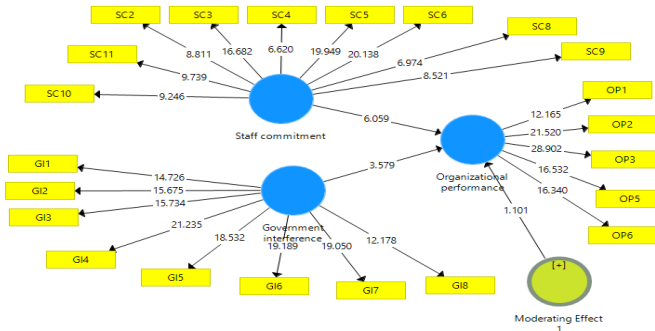 SC2
SC3
SC4
SC5
SC6
SC8
SC9
SC11
SC10
8.811
16.682
6.620
19.949
20.138
6.974
8.521
9.739
9.246
Staff commitment
6.059
OP1
OP2
OP3
OP5
OP6
12.165
21.520
28.902
16.532
16.340
Organizational
performance
3.579
1.101
GI1
GI2
GI3
GI4
GI5
GI6
GI7
GI8
14.726
15.675
15.734
21.235
18.532
19.189
19.050
12.178
Government
interference
[+]
Moderating Effect
1